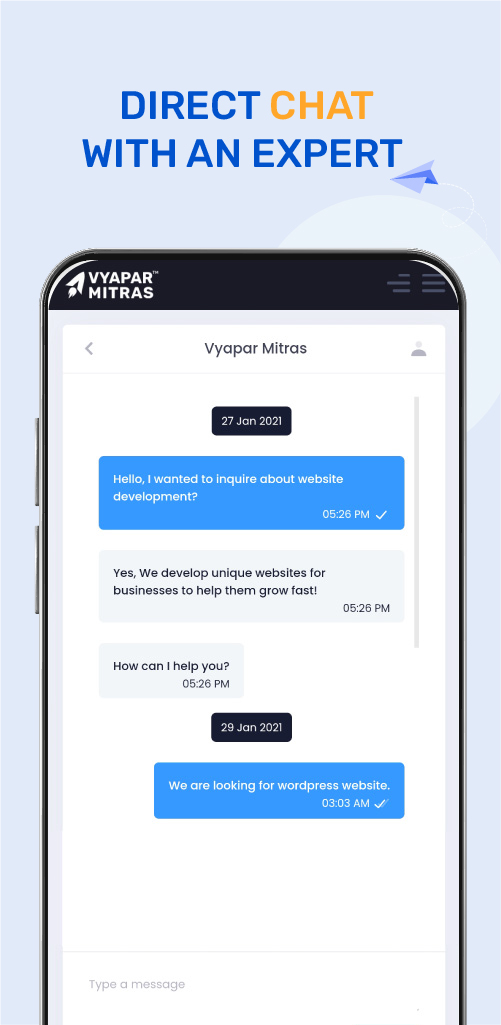 DIRECT CHAT
WITH AN EXPERT
VYAPAR™
MITRAS
Vyapar Mitras
27 Jan 2021
Hello, I wanted to inquire about website
development?
05:26 PM
Yes, We develop unique websites for
businesses to help them grow fast!
05:26 PM
How can I help you?
05:26 PM
29 Jan 2021
We are looking for wordpress website.
03:03 AM
Type a message